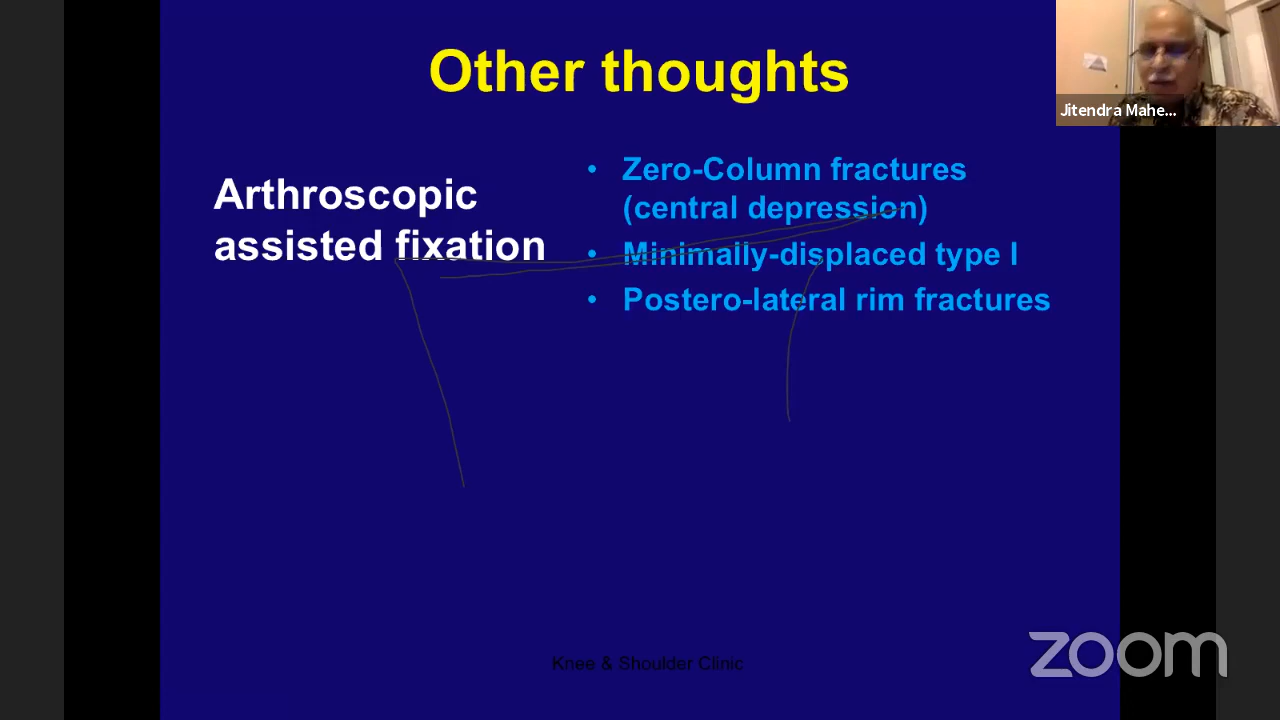 Other thoughts
Jitendra Mahe...
Arthroscopic
assisted fixation
• Zero-Column fractures
(central depression)
• Minimally-displaced type I
• Postero-lateral rim fractures
Knee & Shoulder Clinic
zoom